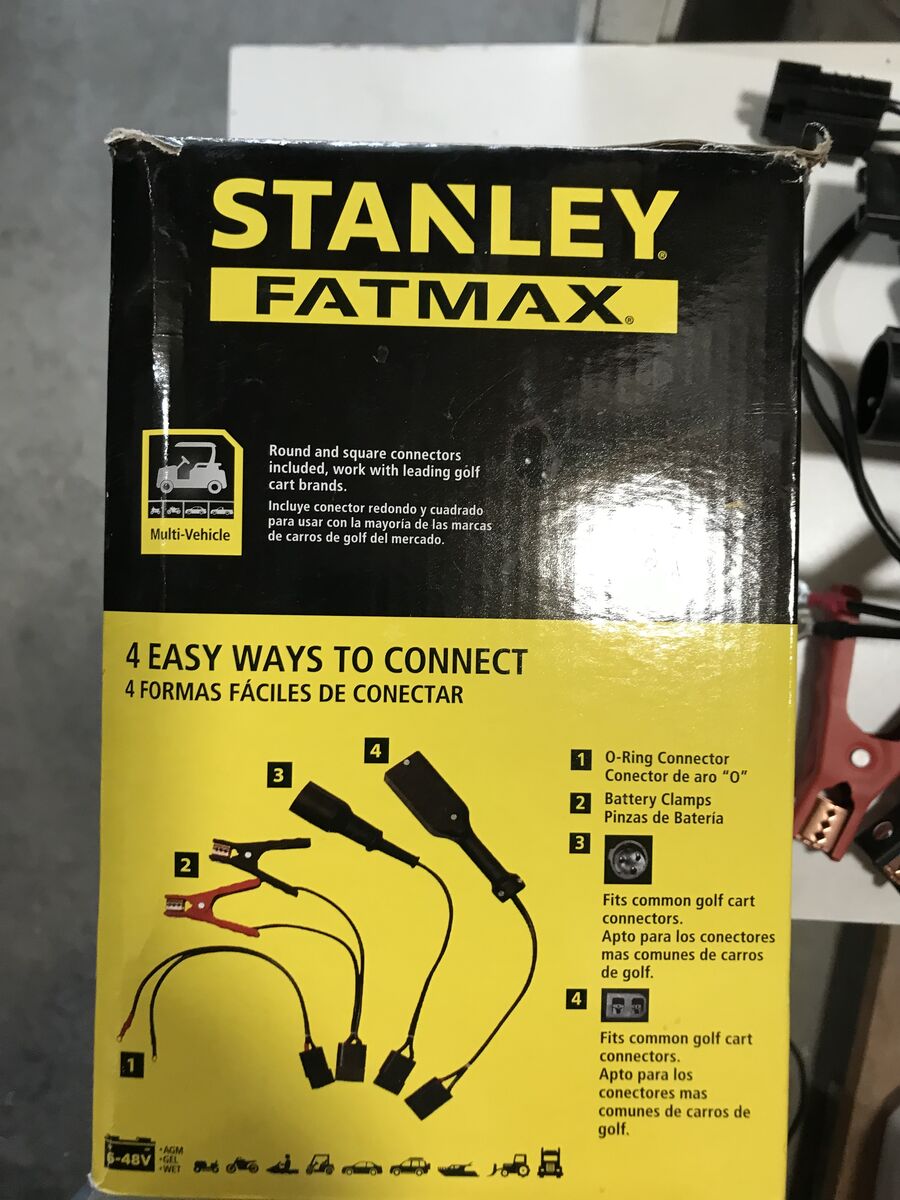 STANLEY®
FATMAX®
Round and square connectors
included, work with leading golf
cart brands.
Incluye conector redondo y cuadrado
para usar con la mayoría de las marcas
de carros de golf del mercado.
Multi-Vehicle
4 EASY WAYS TO CONNECT
4 FORMAS FÁCILES DE CONECTAR
1
2
3
4
1 O-Ring Connector
Conector de aro "O"
2 Battery Clamps
Pinzas de Batería
3
Fits common golf cart
connectors.
Apto para los conectores
mas comunes de carros
de golf.
4
Fits common golf cart
connectors.
Apto para los
conectores mas
comunes de carros de
golf.
6-48V
•AGM
•GEL
•WET